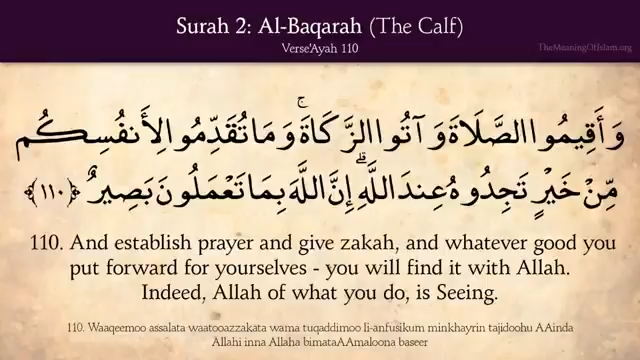 Surah 2: Al-Baqarah (The Calf)
Verse'Ayah 110
TheMeaningOfIslam.org
وَأَقِيمُوا الصَّلَاةَ وَآتُوا الزَّكَاةَ ۚ وَمَا تُقَدِّمُوا لِأَنفُسِكُم
مِّنْ خَيْرٍ تَجِدُوهُ عِندَ اللَّهِ ۗ إِنَّ اللَّهَ بِمَا تَعْمَلُونَ بَصِيرٌ ﴿١١٠﴾
110. And establish prayer and give zakah, and whatever good you
put forward for yourselves - you will find it with Allah.
Indeed, Allah of what you do, is Seeing.
110. Waaqeemoo assalata waatooazzakata wama tuqaddimoo li-anfusikum minkhayrin tajidoohu AAinda
Allahi inna Allaha bimataAAmaloona baseer